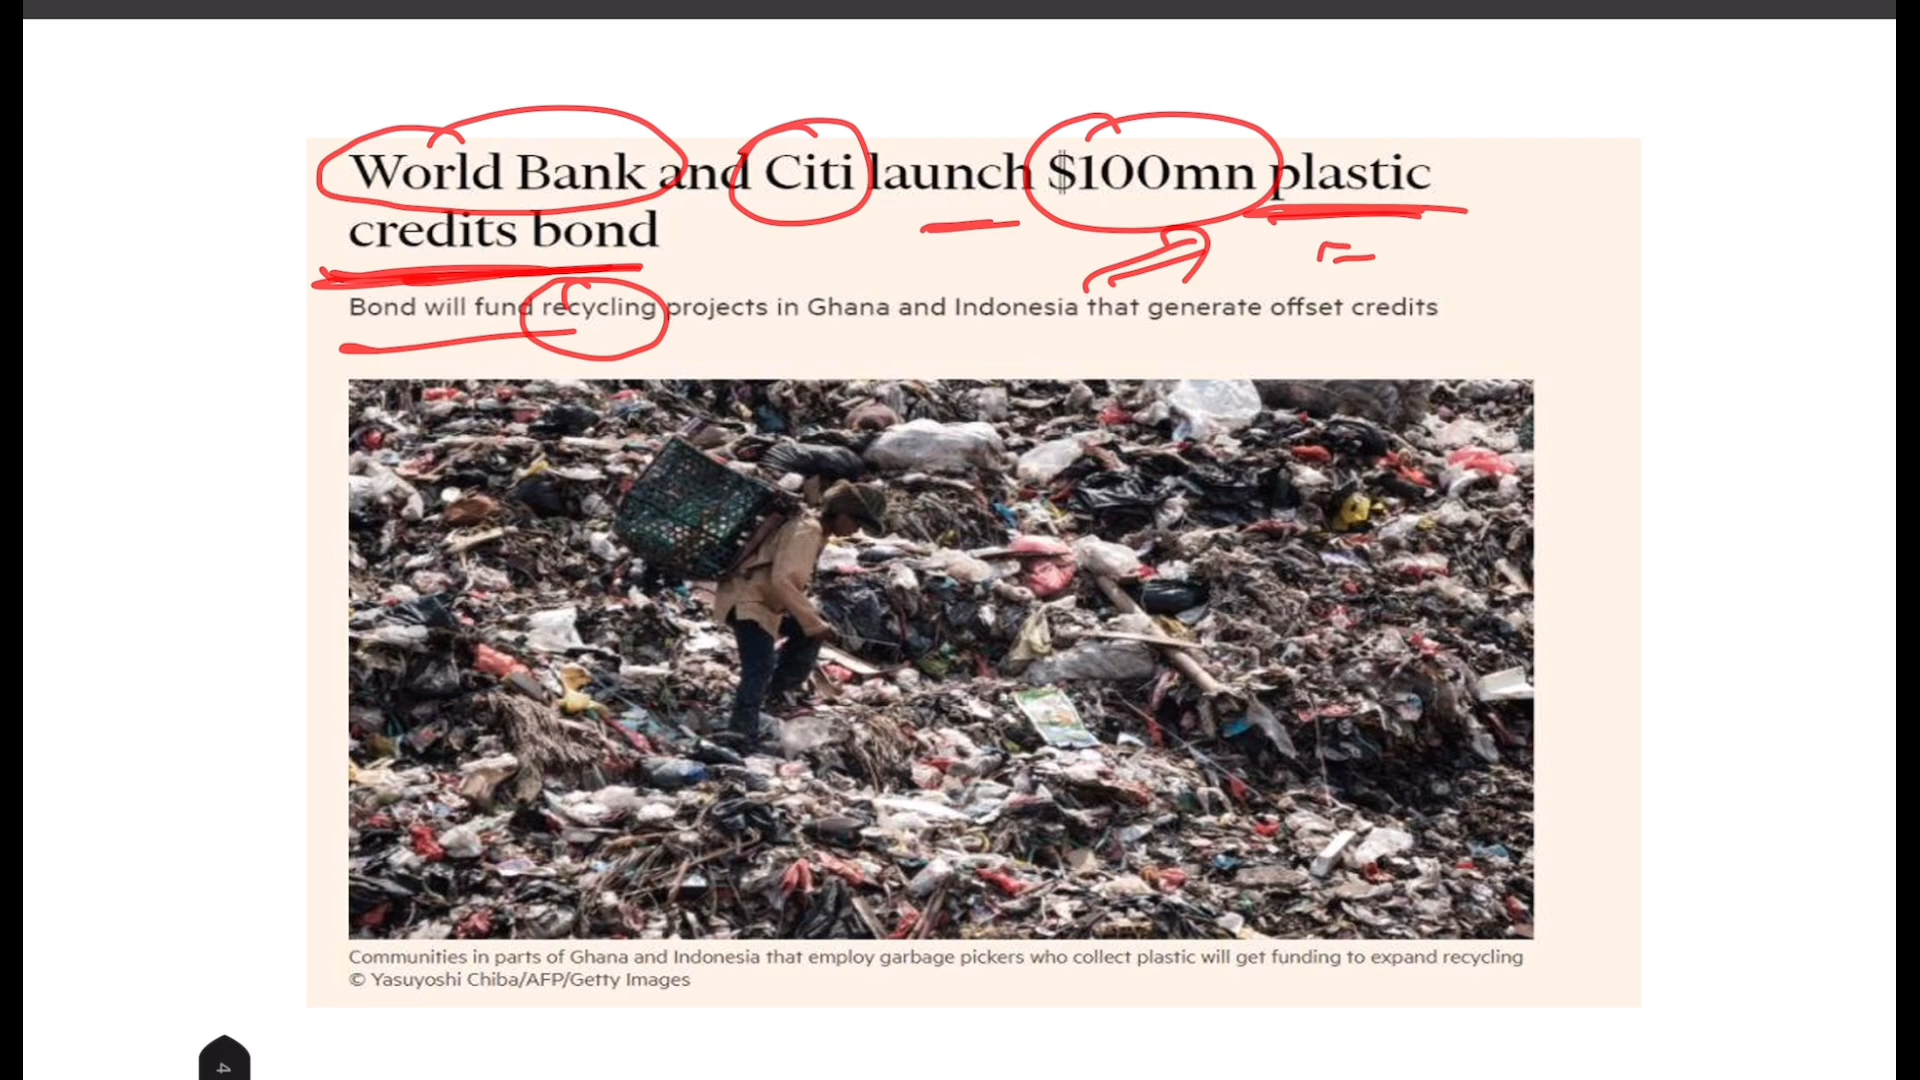 World Bank and Citi launch $100mn plastic
credits bond
Bond will fund recycling projects in Ghana and Indonesia that generate offset credits
Communities in parts of Ghana and Indonesia that employ garbage pickers who collect plastic will get funding to expand recycling
© Yasuyoshi Chiba/AFP/Getty Images
4